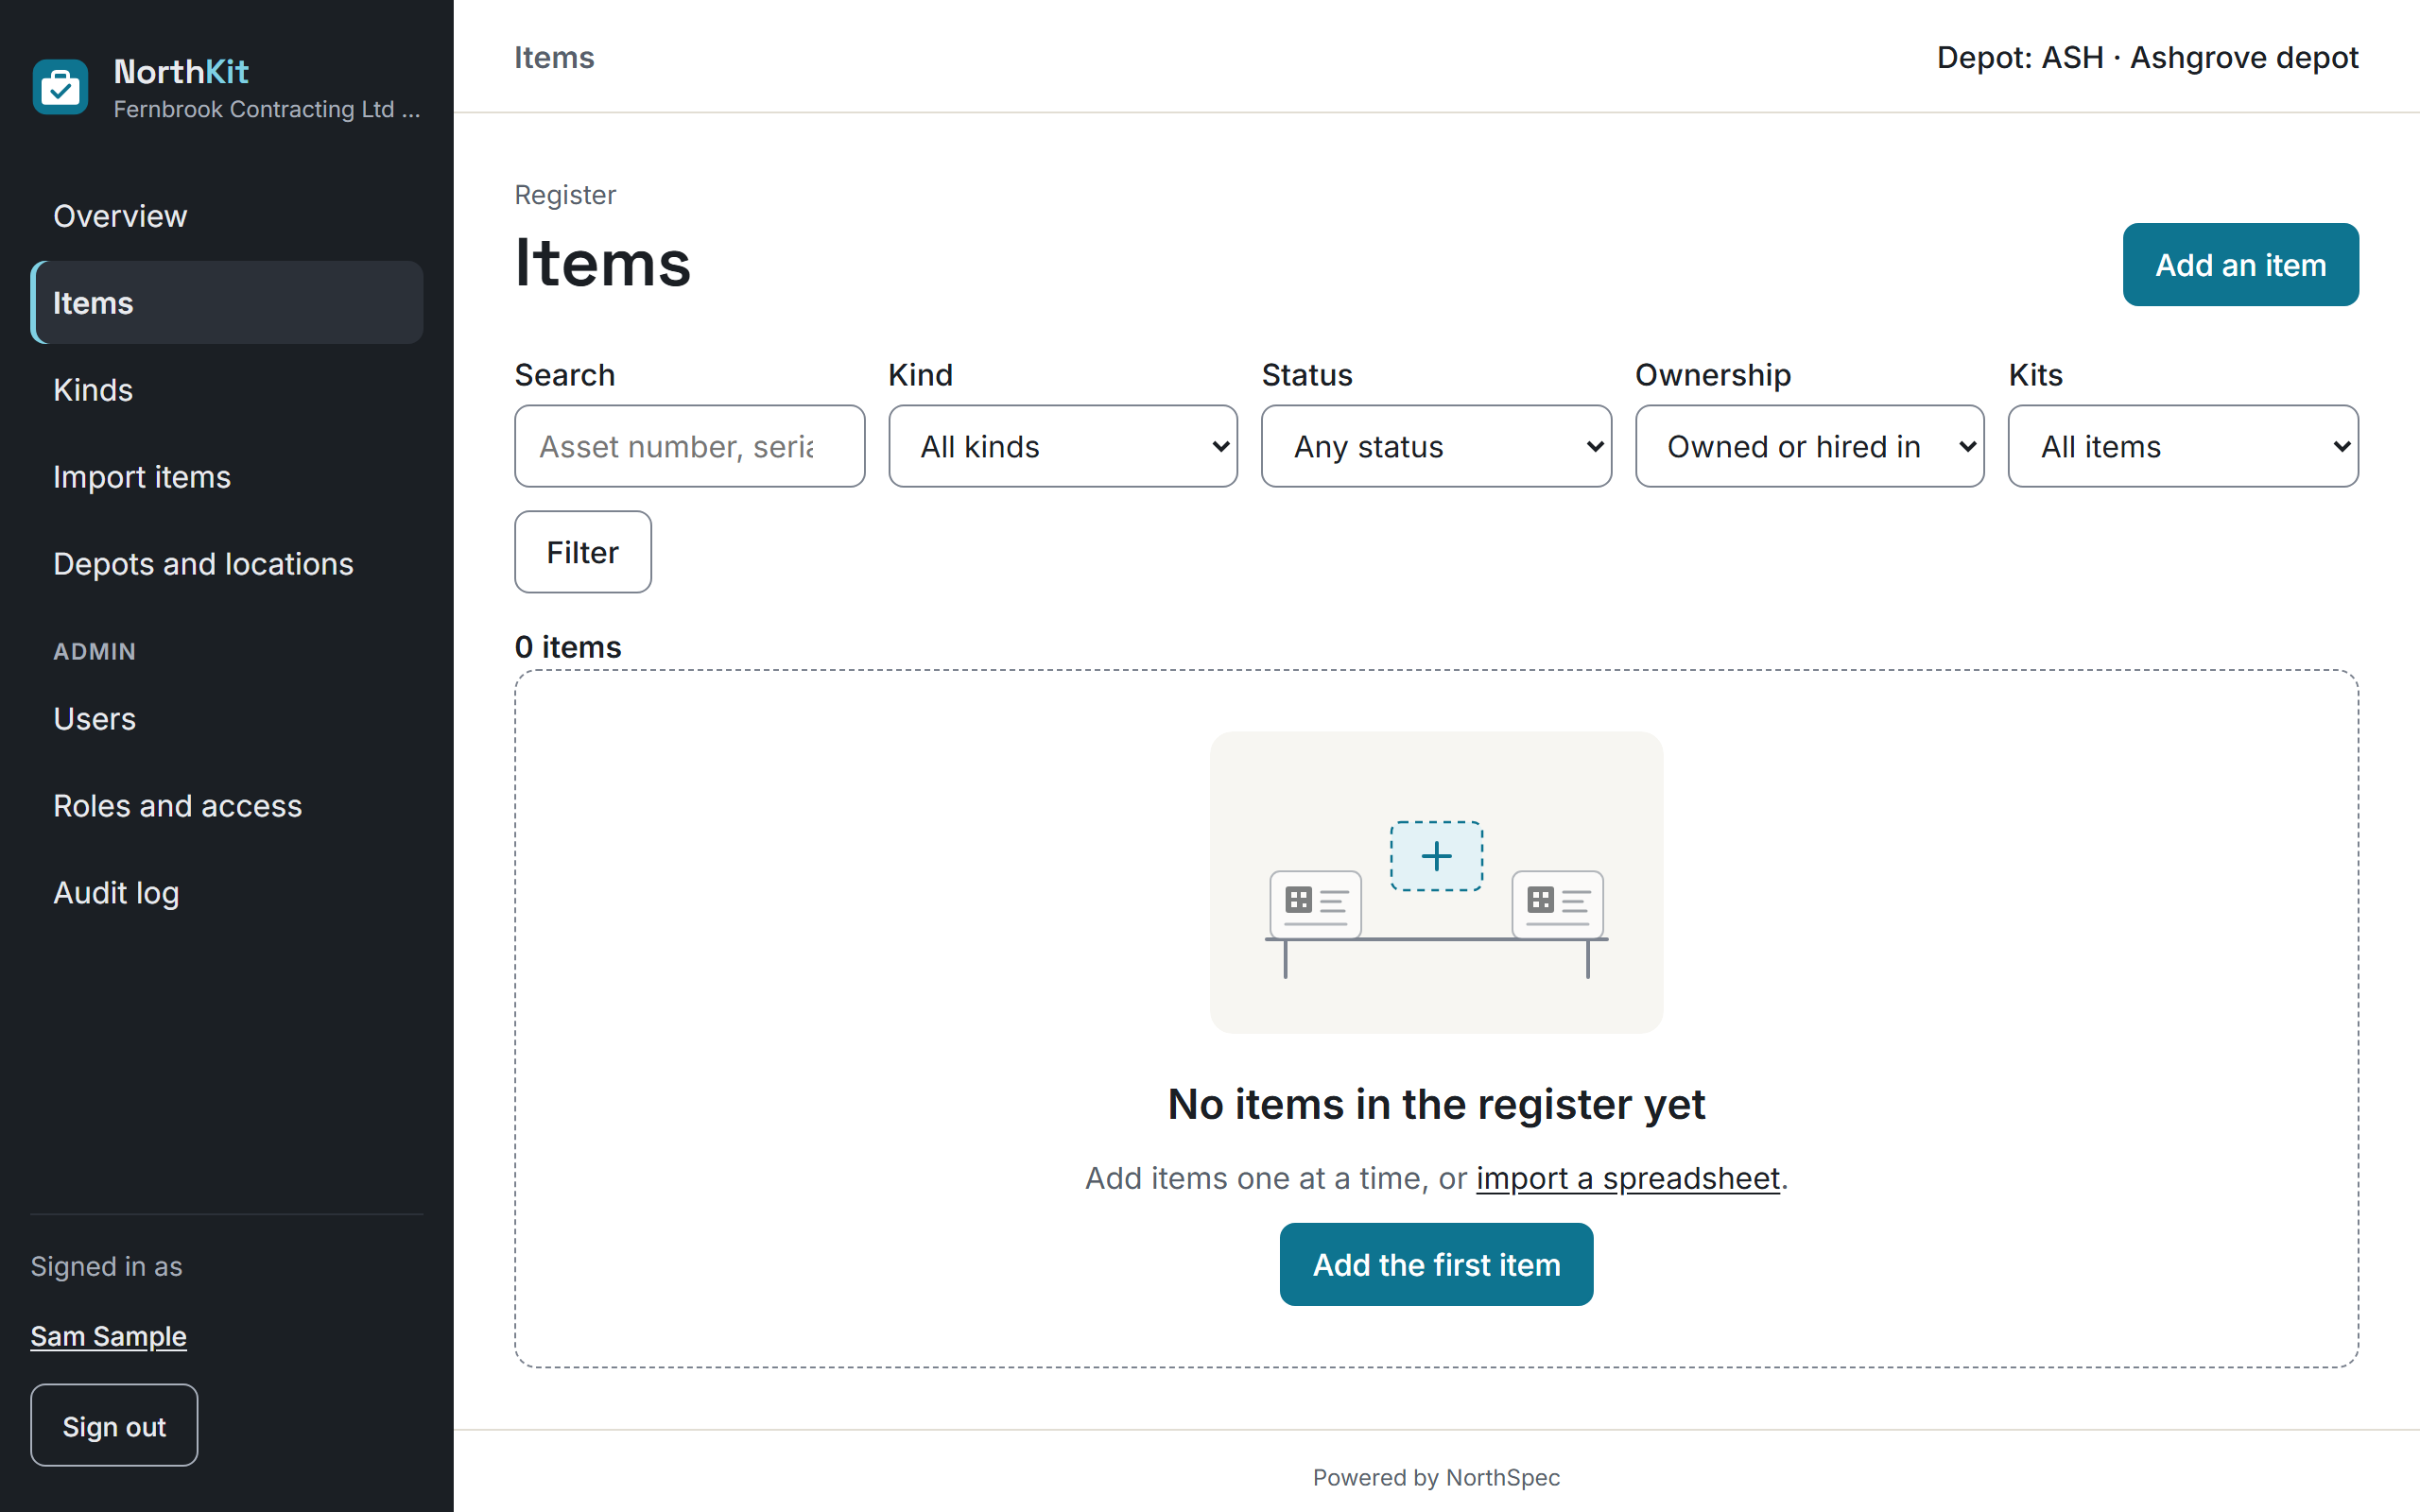 NorthKit
Fernbrook Contracting Ltd ...
Overview
Items
Kinds
Import items
Depots and locations
ADMIN
Users
Roles and access
Audit log
Signed in as
Sam Sample
Sign out
Items
Depot: ASH · Ashgrove depot
Register
Items
Add an item
Search
Kind
Status
Ownership
Kits
Asset number, seria
All kinds
Any status
Owned or hired in
All items
Filter
0 items
No items in the register yet
Add items one at a time, or import a spreadsheet.
Add the first item
Powered by NorthSpec